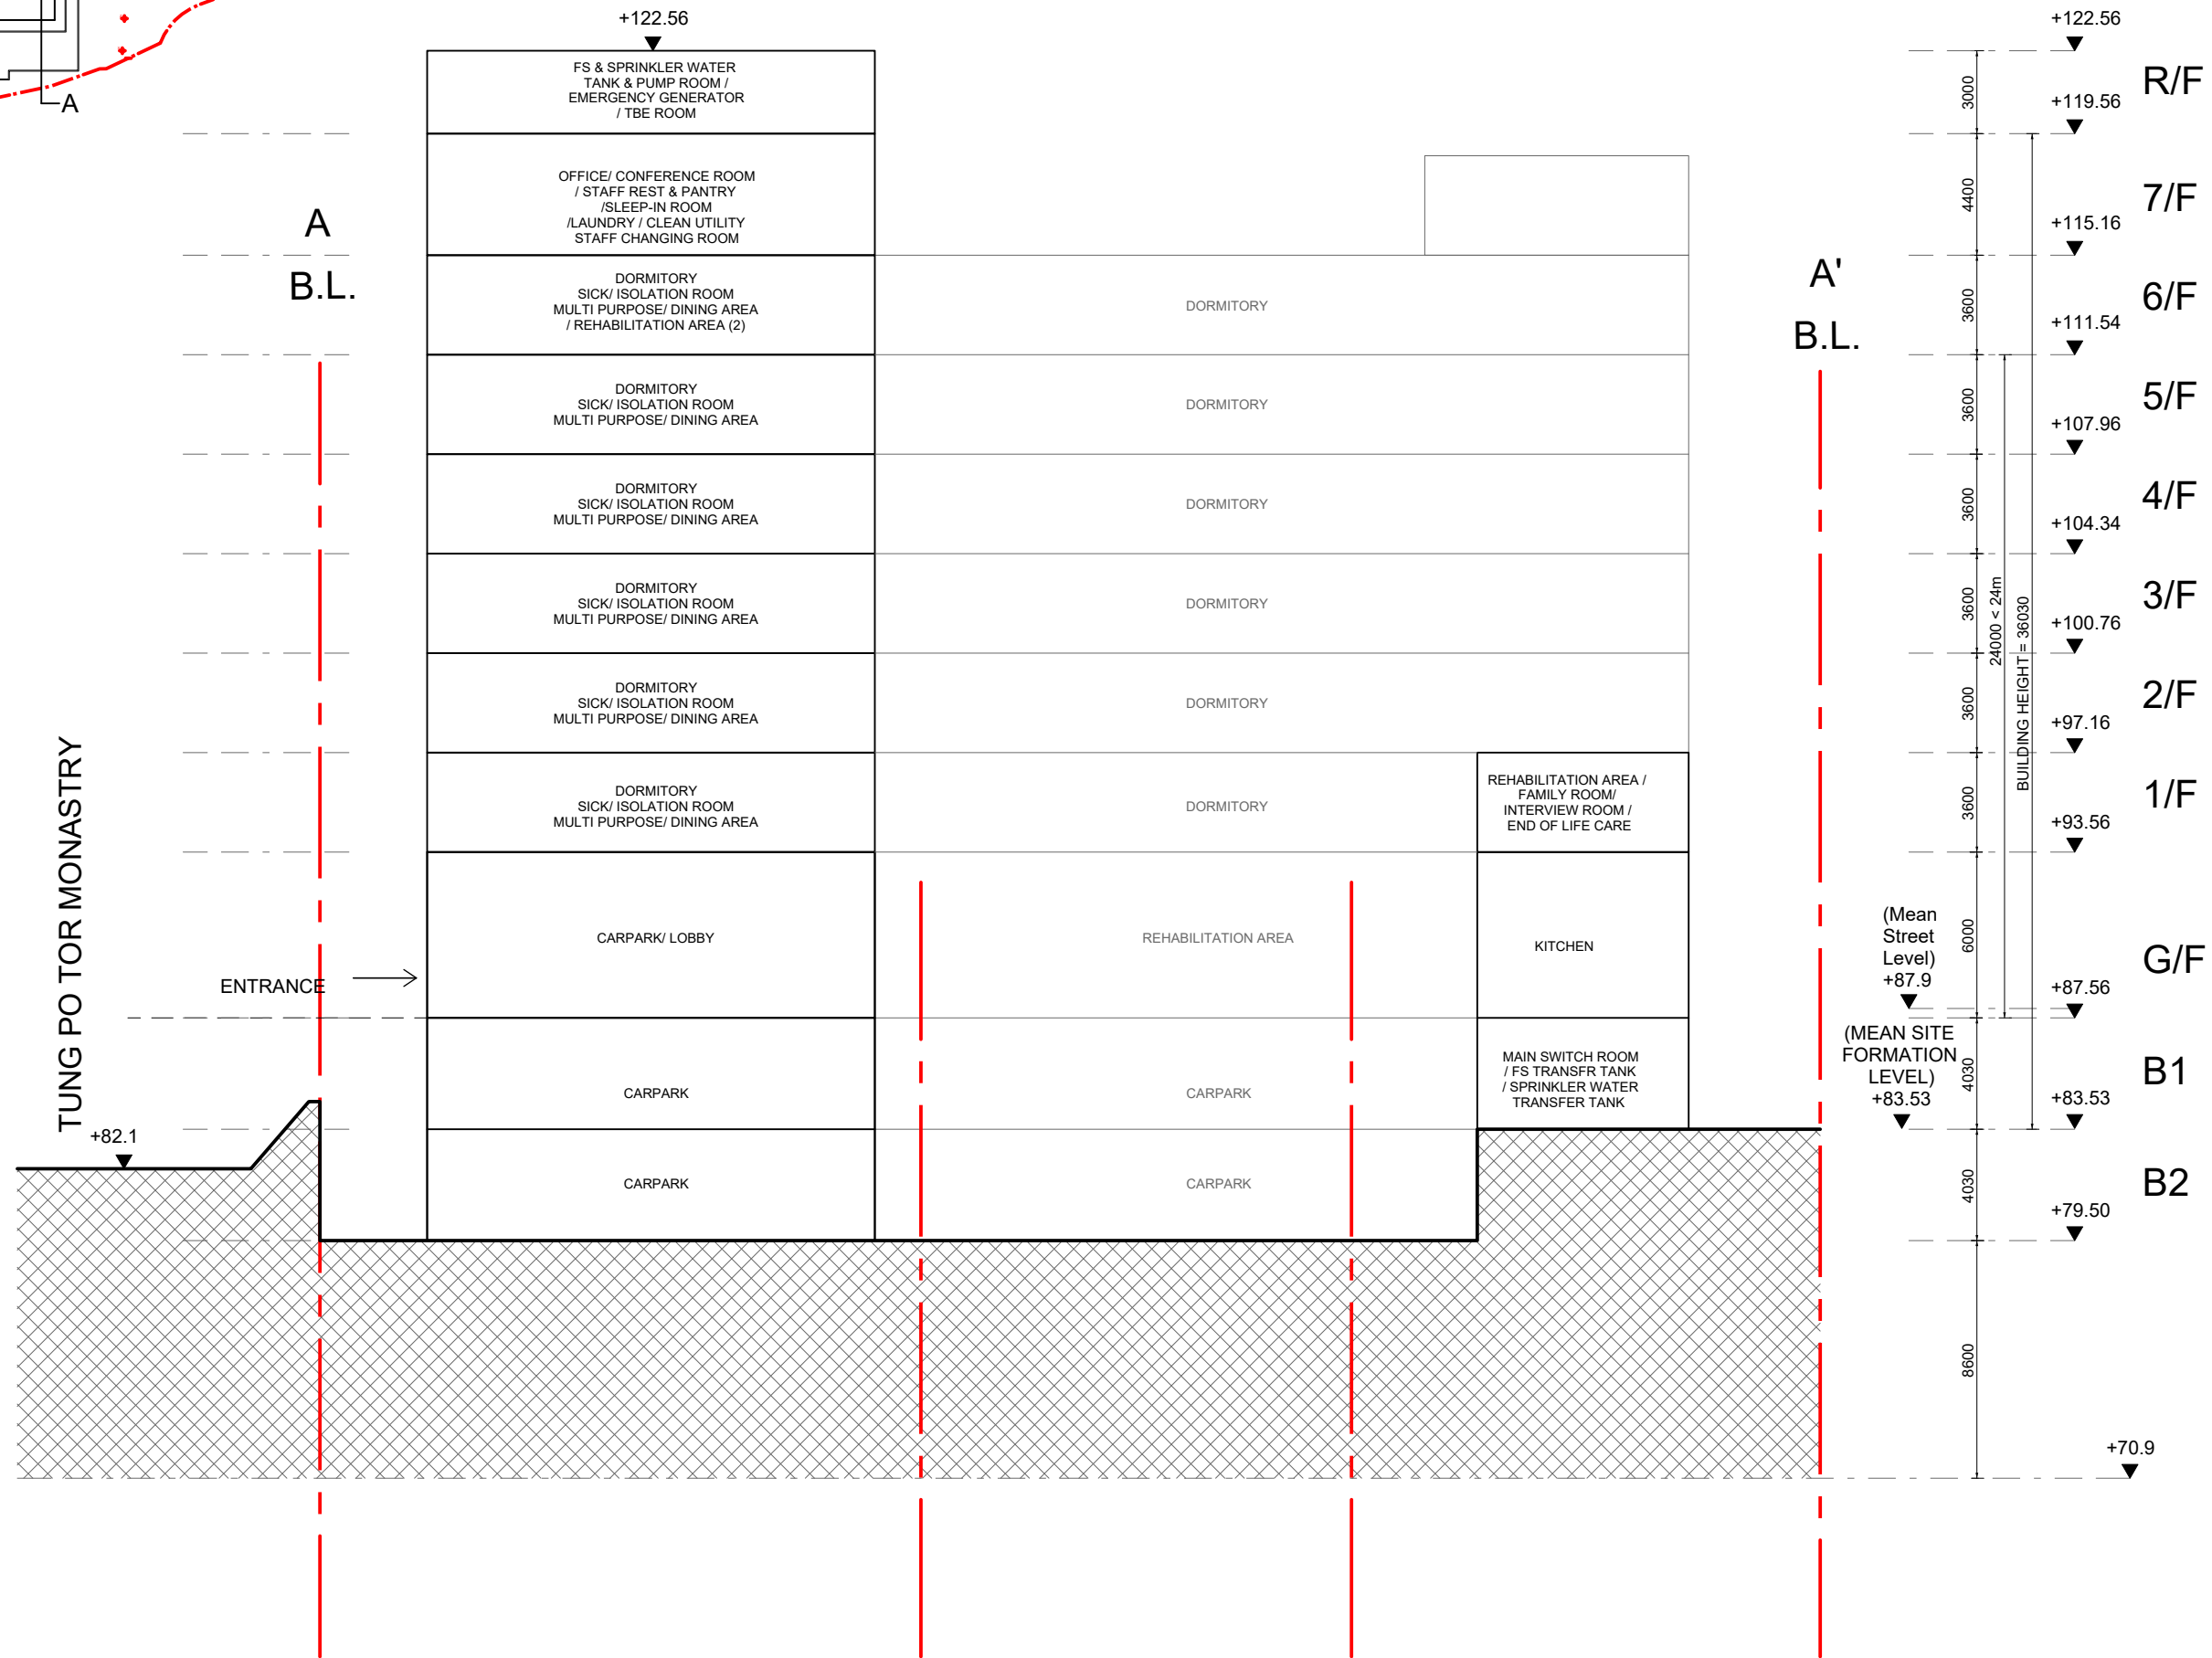 A
+122.56
FS & SPRINKLER WATER
TANK & PUMP ROOM /
EMERGENCY GENERATOR
/ TBE ROOM
OFFICE/ CONFERENCE ROOM
/ STAFF REST & PANTRY
/SLEEP-IN ROOM
/LAUNDRY / CLEAN UTILITY
STAFF CHANGING ROOM
A
B.L.
DORMITORY
SICK/ ISOLATION ROOM
MULTI PURPOSE/ DINING AREA
/ REHABILITATION AREA (2)
DORMITORY
DORMITORY
SICK/ ISOLATION ROOM
MULTI PURPOSE/ DINING AREA
DORMITORY
DORMITORY
SICK/ ISOLATION ROOM
MULTI PURPOSE/ DINING AREA
DORMITORY
DORMITORY
SICK/ ISOLATION ROOM
MULTI PURPOSE/ DINING AREA
DORMITORY
DORMITORY
SICK/ ISOLATION ROOM
MULTI PURPOSE/ DINING AREA
DORMITORY
DORMITORY
SICK/ ISOLATION ROOM
MULTI PURPOSE/ DINING AREA
DORMITORY
REHABILITATION AREA /
FAMILY ROOM/
INTERVIEW ROOM /
END OF LIFE CARE
CARPARK/ LOBBY
REHABILITATION AREA
KITCHEN
ENTRANCE
TUNG PO TOR MONASTRY
+82.1
CARPARK
CARPARK
MAIN SWITCH ROOM
/ FS TRANSFR TANK
/ SPRINKLER WATER
TRANSFER TANK
CARPARK
CARPARK
A'
B.L.
(Mean
Street
Level)
+87.9
(MEAN SITE
FORMATION
LEVEL)
+83.53
3000
4400
3600
3600
3600
3600
3600
3600
6000
4030
4030
8600
24000 < 24m
BUILDING HEIGHT = 36030
+122.56
R/F
+119.56
7/F
+115.16
6/F
+111.54
5/F
+107.96
4/F
+104.34
3/F
+100.76
2/F
+97.16
1/F
+93.56
G/F
+87.56
B1
+83.53
B2
+79.50
+70.9